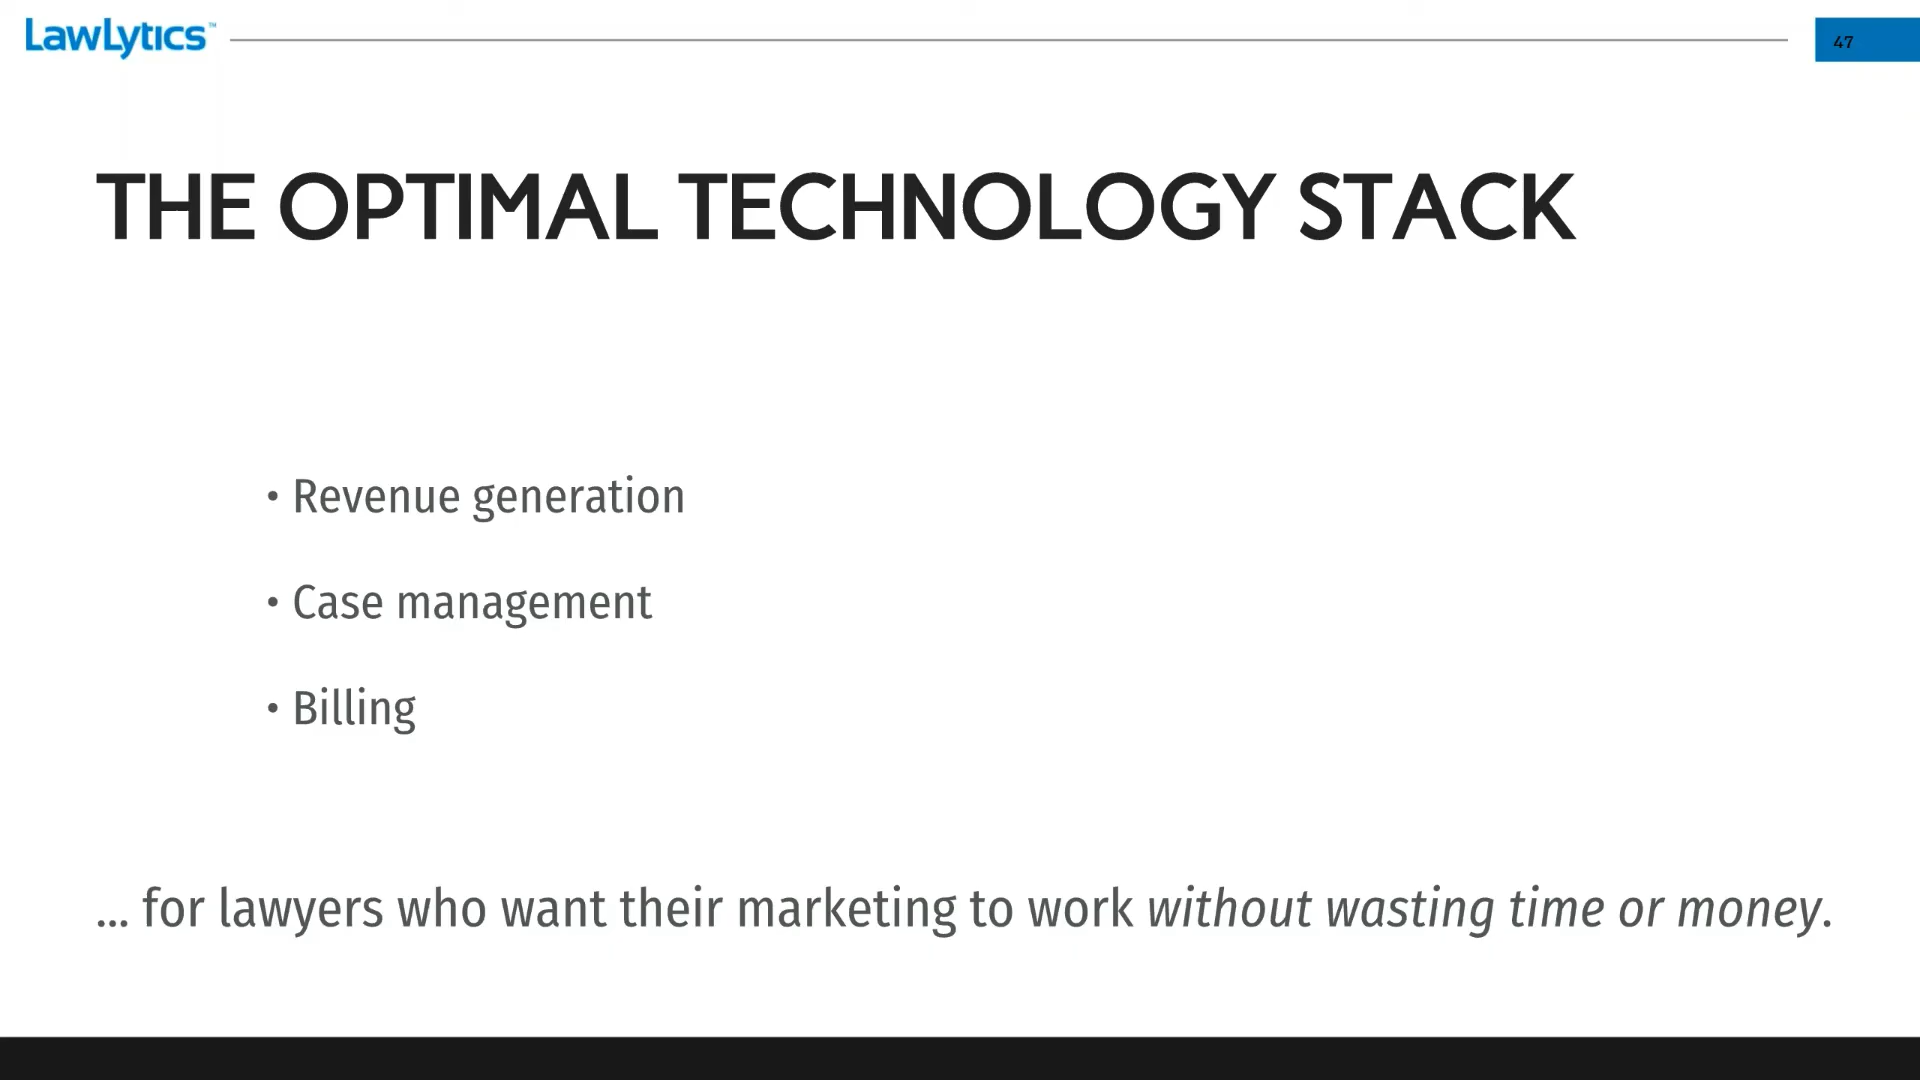 LawLytics™
47
THE OPTIMAL TECHNOLOGY STACK
• Revenue generation
• Case management
• Billing
... for lawyers who want their marketing to work without wasting time or money.